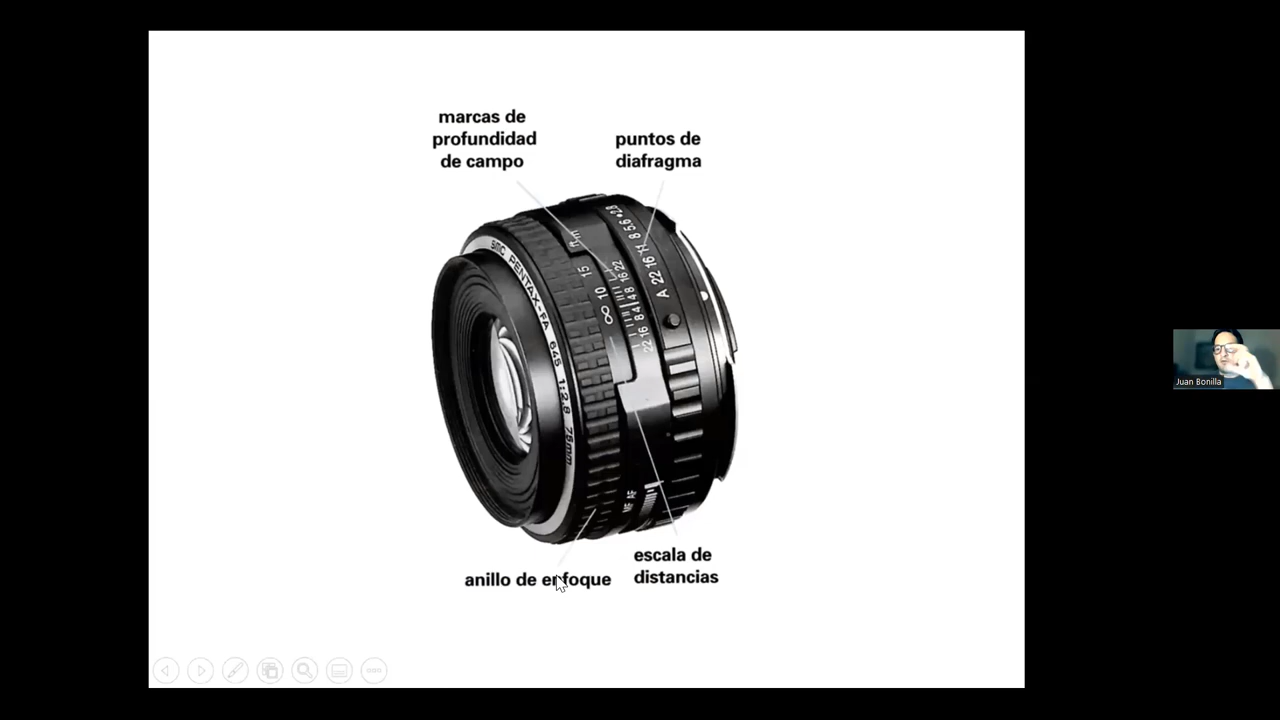 marcas de
profundidad
de campo
puntos de
diafragma
smc PENTAX-FA 645 1:2.8 75mm
ft m
15
∞ 10
22 16 8 4 4 8 16 22
A 22 16 11 8 5.6 • 2.8
MF AF
escala de
distancias
anillo de enfoque
Juan Bonilla